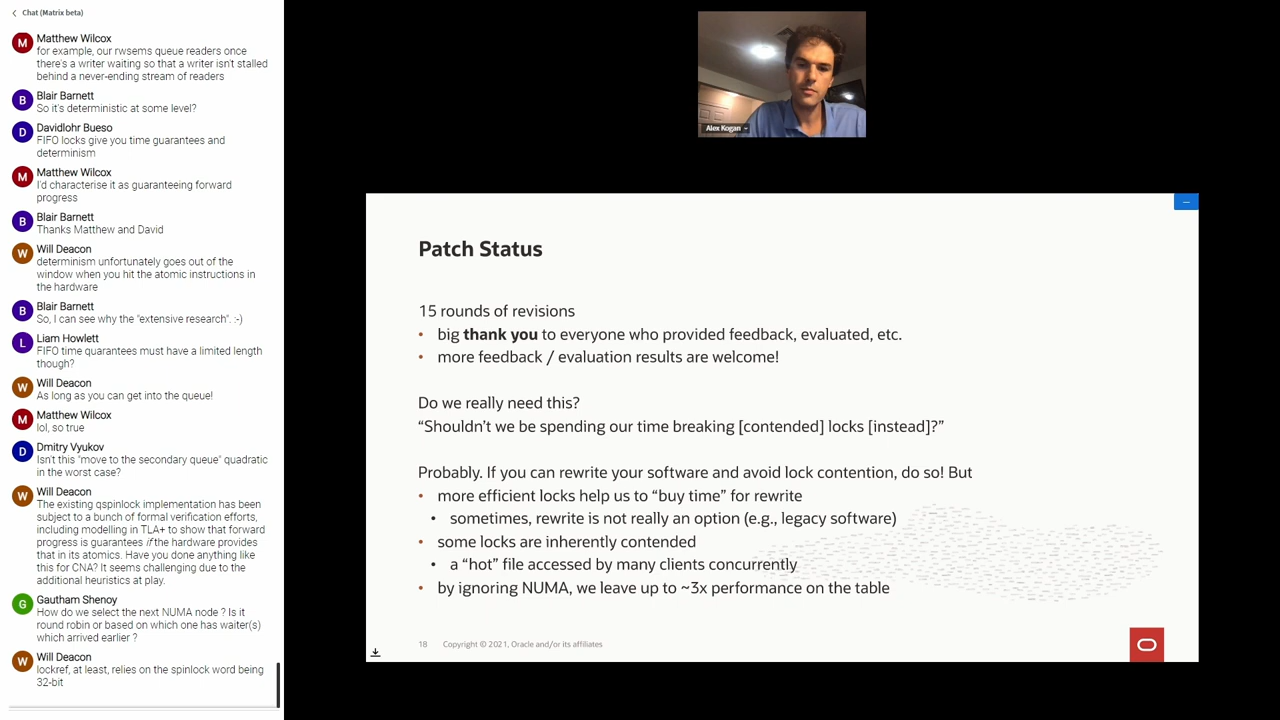 Chat (Matrix beta)
M
Matthew Wilcox
for example, our rwsems queue readers once
there's a writer waiting so that a writer isn't stalled
behind a never-ending stream of readers
B
Blair Barnett
So it's deterministic at some level?
D
Davidlohr Bueso
FIFO locks give you time guarantees and
determinism
M
Matthew Wilcox
I'd characterise it as guaranteeing forward
progress
B
Blair Barnett
Thanks Matthew and David
W
Will Deacon
determinism unfortunately goes out of the
window when you hit the atomic instructions in
the hardware
B
Blair Barnett
So, I can see why the "extensive research". :-)
L
Liam Howlett
FIFO time quarantees must have a limited length
though?
W
Will Deacon
As long as you can get into the queue!
M
Matthew Wilcox
lol, so true
D
Dmitry Vyukov
Isn't this "move to the secondary queue" quadratic
in the worst case?
W
Will Deacon
The existing qspinlock implementation has been
subject to a bunch of formal verification efforts,
including modelling in TLA+ to show that forward
progress is guarantees if the hardware provides
that in its atomics. Have you done anything like
this for CNA? It seems challenging due to the
additional heuristics at play.
G
Gautham Shenoy
How do we select the next NUMA node ? Is it
round robin or based on which one has waiter(s)
which arrived earlier ?
W
Will Deacon
lockref, at least, relies on the spinlock word being
32-bit
Alex Kogan
Patch Status
15 rounds of revisions
• big thank you to everyone who provided feedback, evaluated, etc.
• more feedback / evaluation results are welcome!
Do we really need this?
“Shouldn’t we be spending our time breaking [contended] locks [instead]?”
Probably. If you can rewrite your software and avoid lock contention, do so! But
• more efficient locks help us to “buy time” for rewrite
• sometimes, rewrite is not really an option (e.g., legacy software)
• some locks are inherently contended
• a “hot” file accessed by many clients concurrently
• by ignoring NUMA, we leave up to ~3x performance on the table
18 Copyright © 2021, Oracle and/or its affiliates